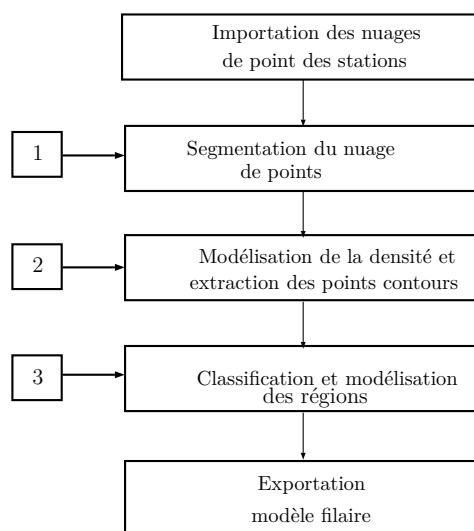 Importation des nuages
de point des stations
1
Segmentation du nuage
de points
2
Modélisation de la densité et
extraction des points contours
3
Classification et modélisation
des régions
Exportation
modèle filaire